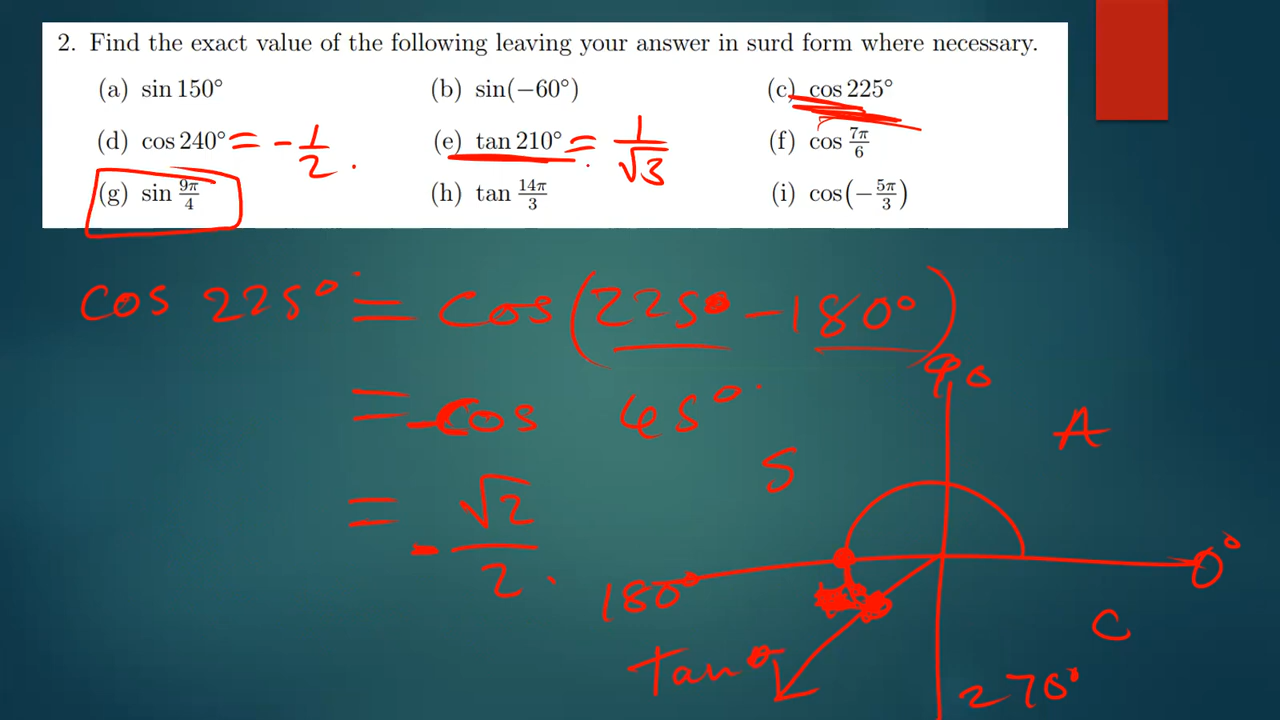 2. Find the exact value of the following leaving your answer in surd form where necessary.
(a) sin 150° (b) sin(−60°) (c) cos 225°
(d) cos 240° = -1/2. (e) tan 210° = 1/√3 (f) cos 7π/6
(g) sin 9π/4 (h) tan 14π/3 (i) cos(−5π/3)
cos 225° = cos(225° - 180°)
= -cos 45°
= -√2/2.
90
A
S
0°
180°
C
Tan
270°